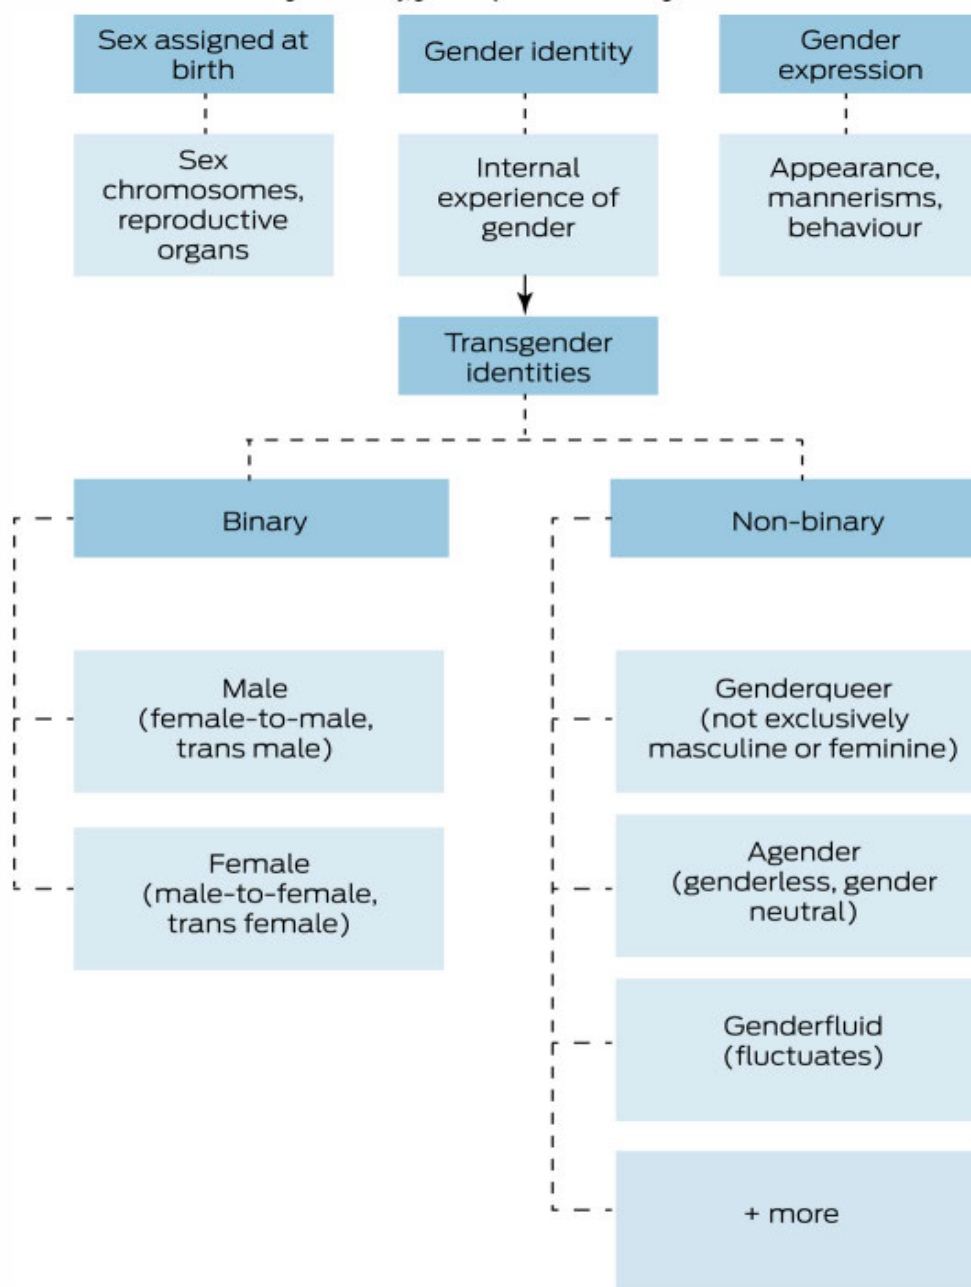 Sex assigned at
birth
Gender identity
Gender
expression
Sex
chromosomes,
reproductive
organs
Internal
experience of
gender
Appearance,
mannerisms,
behaviour
Transgender
identities
Binary
Non-binary
Male
(female-to-male,
trans male)
Female
(male-to-female,
trans female)
Genderqueer
(not exclusively
masculine or feminine)
Agender
(genderless, gender
neutral)
Genderfluid
(fluctuates)
+ more